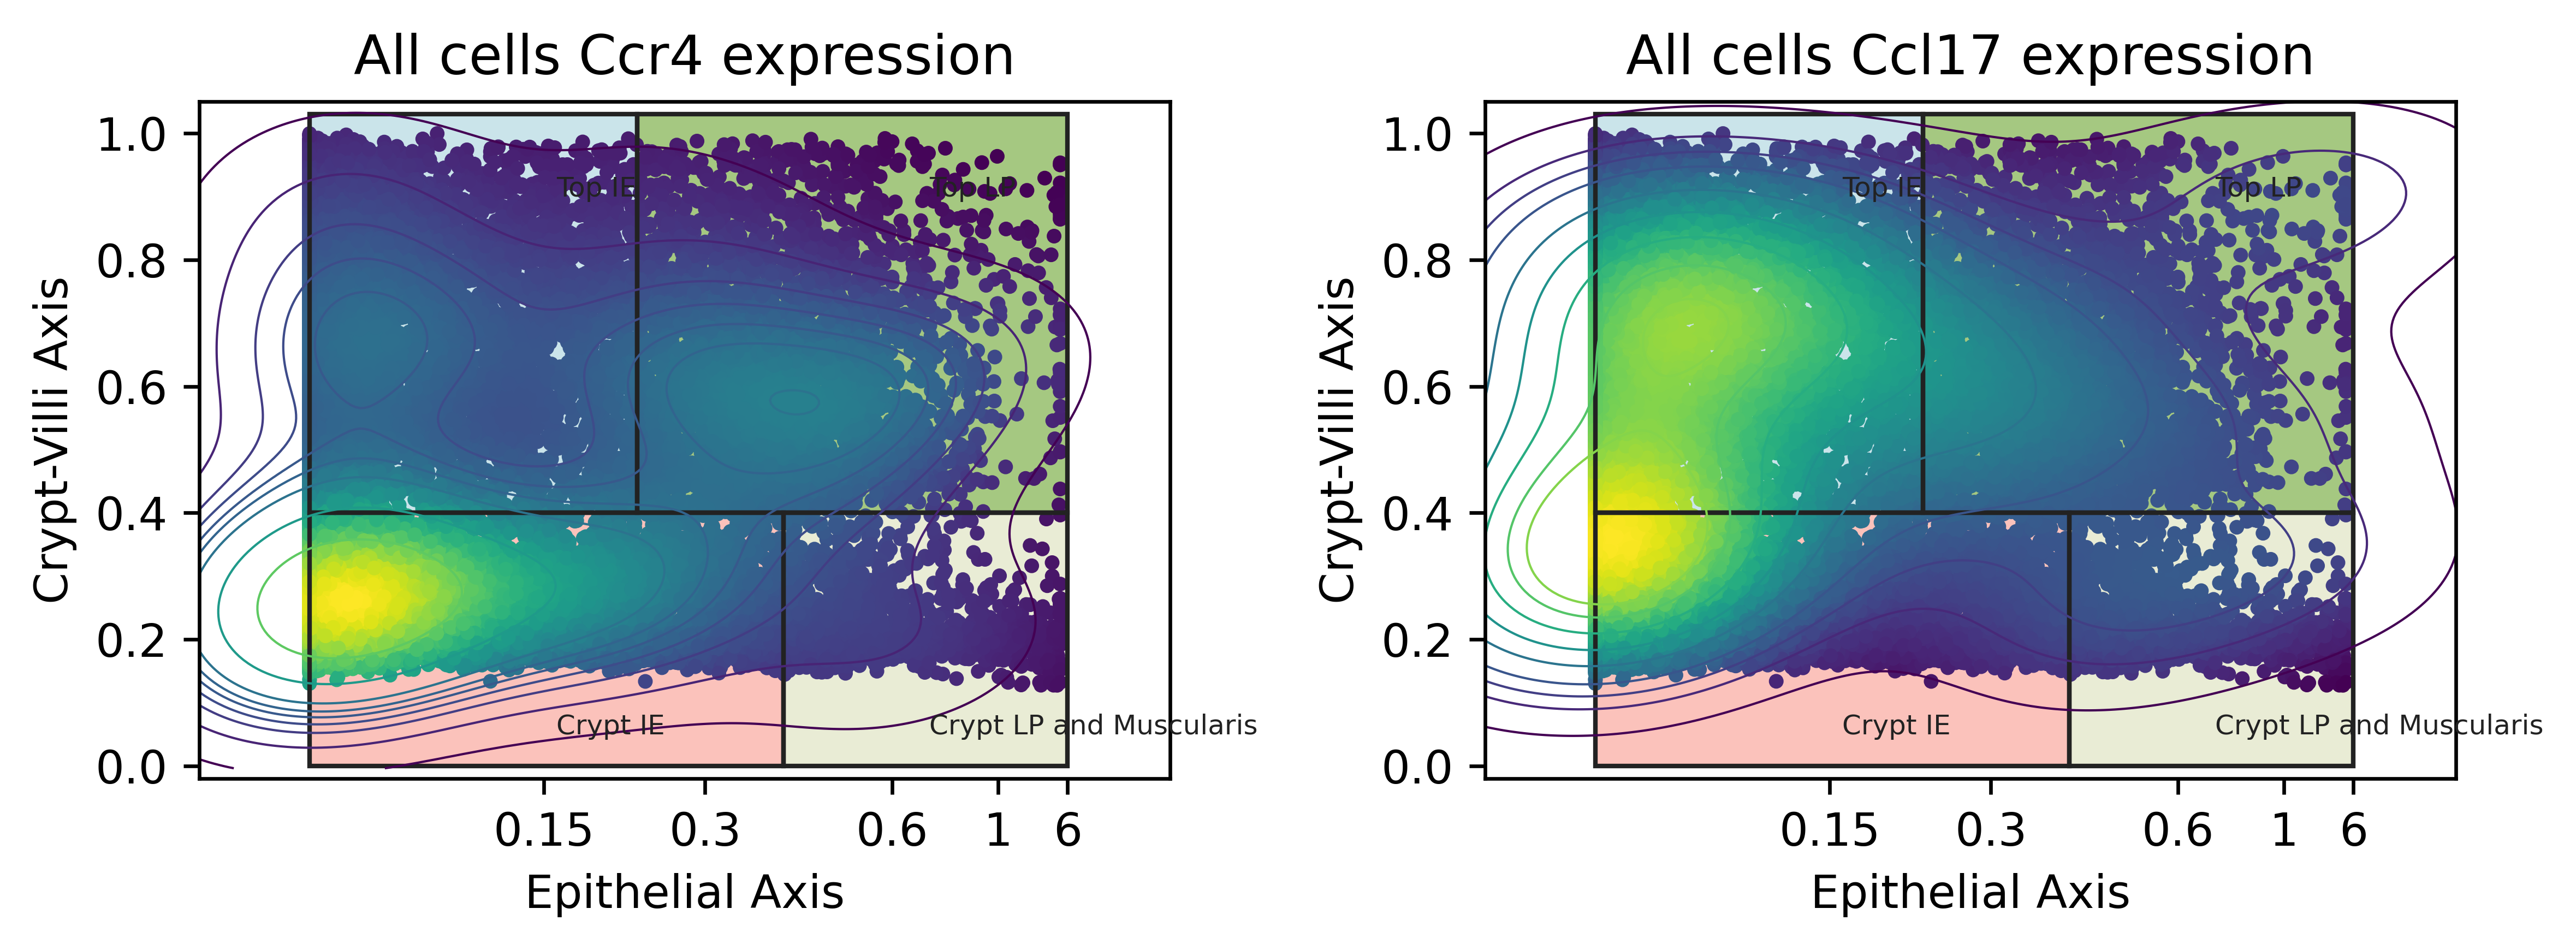 All cells Ccr4 expression
Crypt-Villi Axis
1.0
0.8
0.6
0.4
0.2
0.0
Top IE
Top LP
Crypt IE
Crypt LP and Muscularis
0.15 0.3 0.6 1 6
Epithelial Axis
All cells Ccl17 expression
Crypt-Villi Axis
1.0
0.8
0.6
0.4
0.2
0.0
Top IE
Top LP
Crypt IE
Crypt LP and Muscularis
0.15 0.3 0.6 1 6
Epithelial Axis